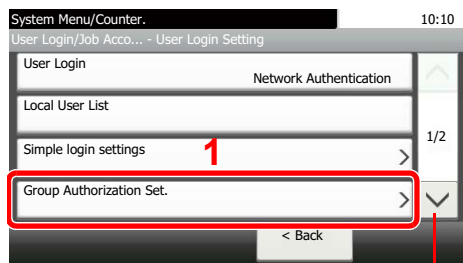 System Menu/Counter.
10:10
User Login/Job Acco... - User Login Setting
User Login
Network Authentication
Local User List
1/2
Simple login settings
1
Group Authorization Set.
< Back